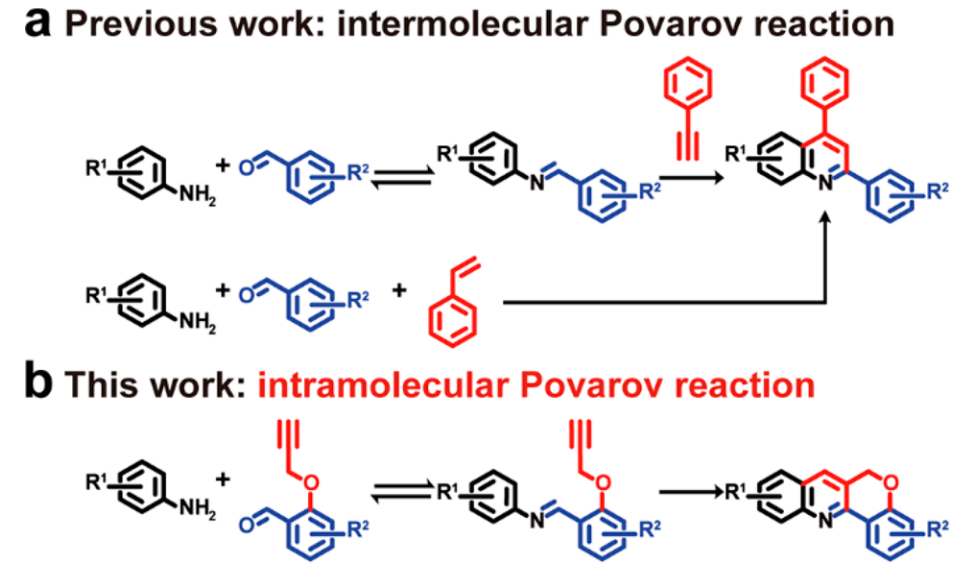 a Previous work: intermolecular Povarov reaction
R¹ NH₂ + O R² R¹ N R² R¹ N R²
R¹ NH₂ + O R² +
b This work: intramolecular Povarov reaction
R¹ NH₂ + O O R² R¹ N O R² R¹ N O R²